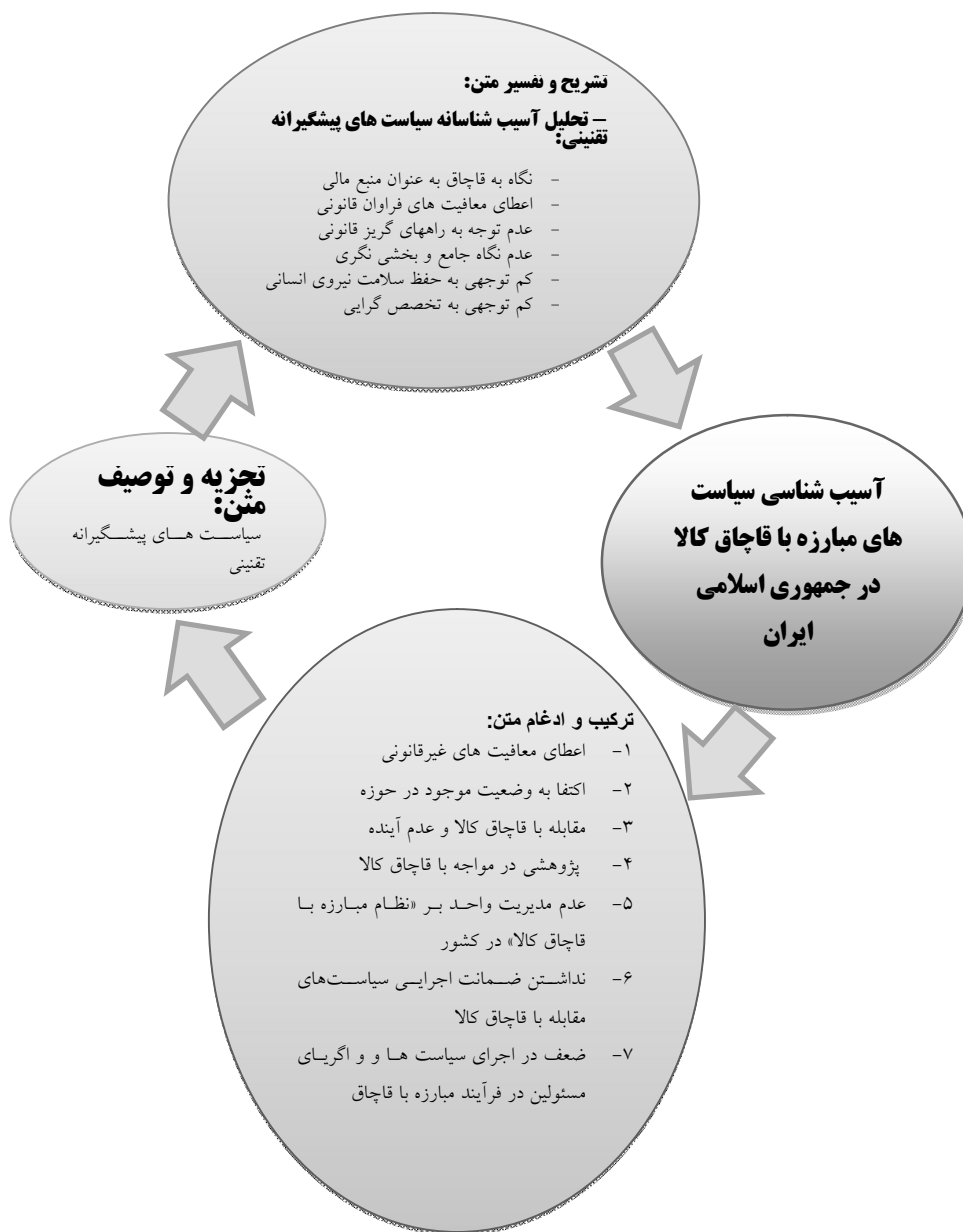 تشریح و تفسیر متن:
– تحلیل آسیب شناسانه سیاست های پیشگیرانه
تقنینی:
- نگاه به قاچاق به عنوان منبع مالی
- اعطای معافیت های فراوان قانونی
- عدم توجه به راههای گریز قانونی
- عدم نگاه جامع و بخشی نگری
- کم توجهی به حفظ سلامت نیروی انسانی
- کم توجهی به تخصص گرایی
آسیب شناسی سیاست
های مبارزه با قاچاق کالا
در جمهوری اسلامی
ایران
ترکیب و ادغام متن:
۱- اعطای معافیت های غیرقانونی
۲- اکتفا به وضعیت موجود در حوزه
۳- مقابله با قاچاق کالا و عدم آینده
۴- پژوهشی در مواجه با قاچاق کالا
۵- عدم مدیریت واحد بر «نظام مبارزه با
قاچاق کالا» در کشور
۶- نداشتن ضمانت اجرایی سیاست‌های
مقابله با قاچاق کالا
۷- ضعف در اجرای سیاست ها و و اگریای
مسئولین در فرآیند مبارزه با قاچاق
تجزیه و توصیف
متن:
سیاست های پیشگیرانه
تقنینی